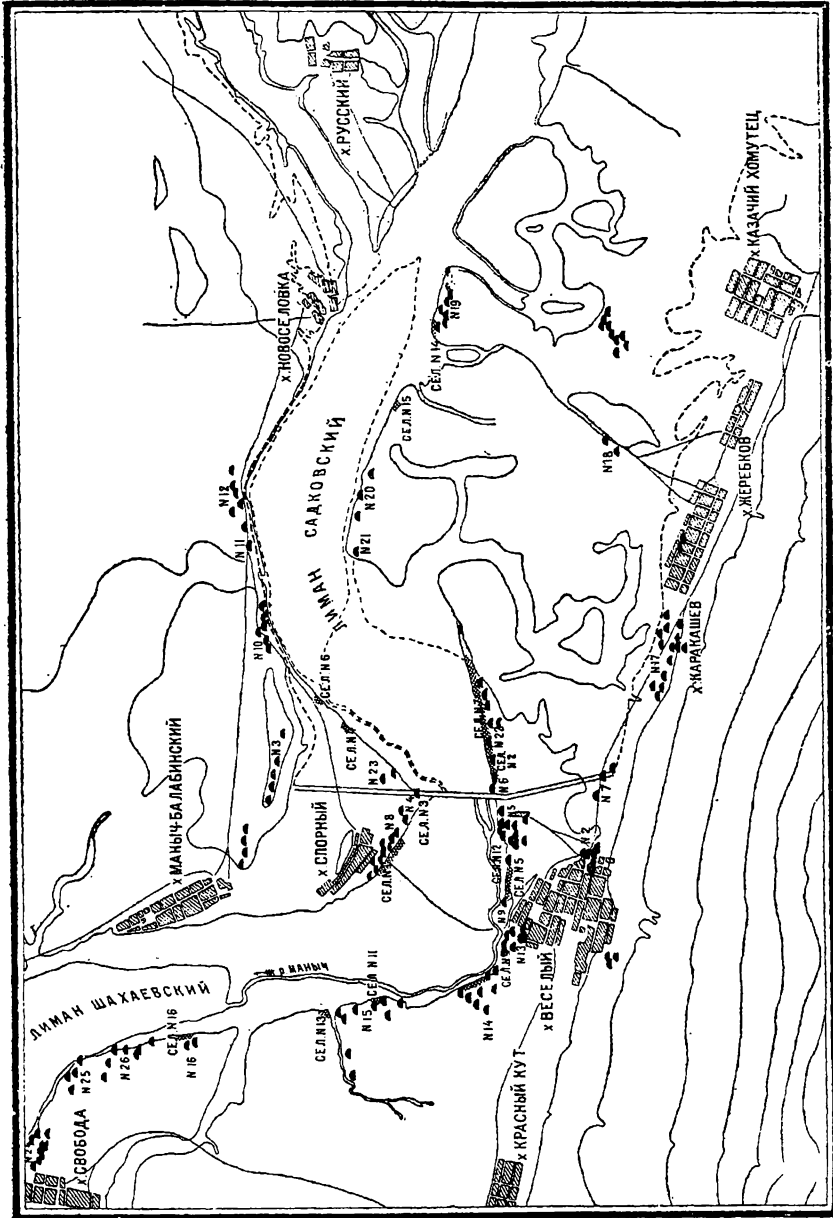 х.СВОБОДА
N25
N26
СЕЛ.N16
N16
ЛИМАН ШАХАЕВСКИЙ
х МАНЫЧ-БАЛАБИНСКИЙ
N3
N10
N11
N12
х.НОВОСЕЛОВКА
х.РУССКИЙ
р МАНЫЧ
СЕЛ.N13
N15
СЕЛ N11
х СПОРНЫЙ
N8
N4
СЕЛ.N3
N23
СЕЛ N6
ЛИМАН САДКОВСКИЙ
N21
N20
СЕЛ.N15
СЕЛ N14
N19
N14
N13
N9
СЕЛ.N12
СЕЛ N5
N5
N6
СЕЛ N2
N22
х КРАСНЫЙ КУТ
х ВЕСЕЛЫЙ
N2
N7
N17
х.КАРАКАШЕВ
N18
х.ЖЕРЕБКОВ
х КАЗАЧИЙ ХОМУТЕЦ